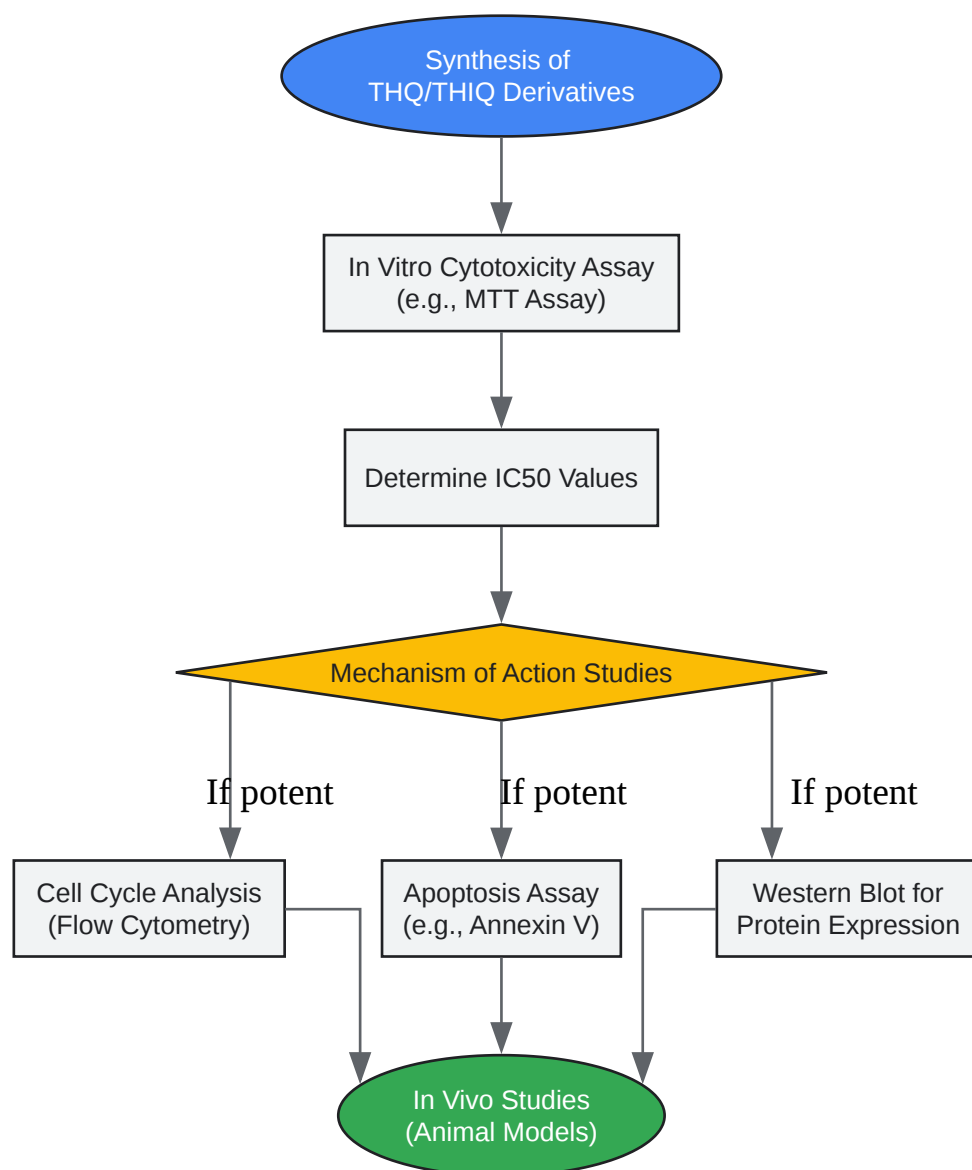 Synthesis of
THQ/THIQ Derivatives
In Vitro Cytotoxicity Assay
(e.g., MTT Assay)
Determine IC50 Values
Mechanism of Action Studies
If potent
If potent
If potent
Cell Cycle Analysis
(Flow Cytometry)
Apoptosis Assay
(e.g., Annexin V)
Western Blot for
Protein Expression
In Vivo Studies
(Animal Models)